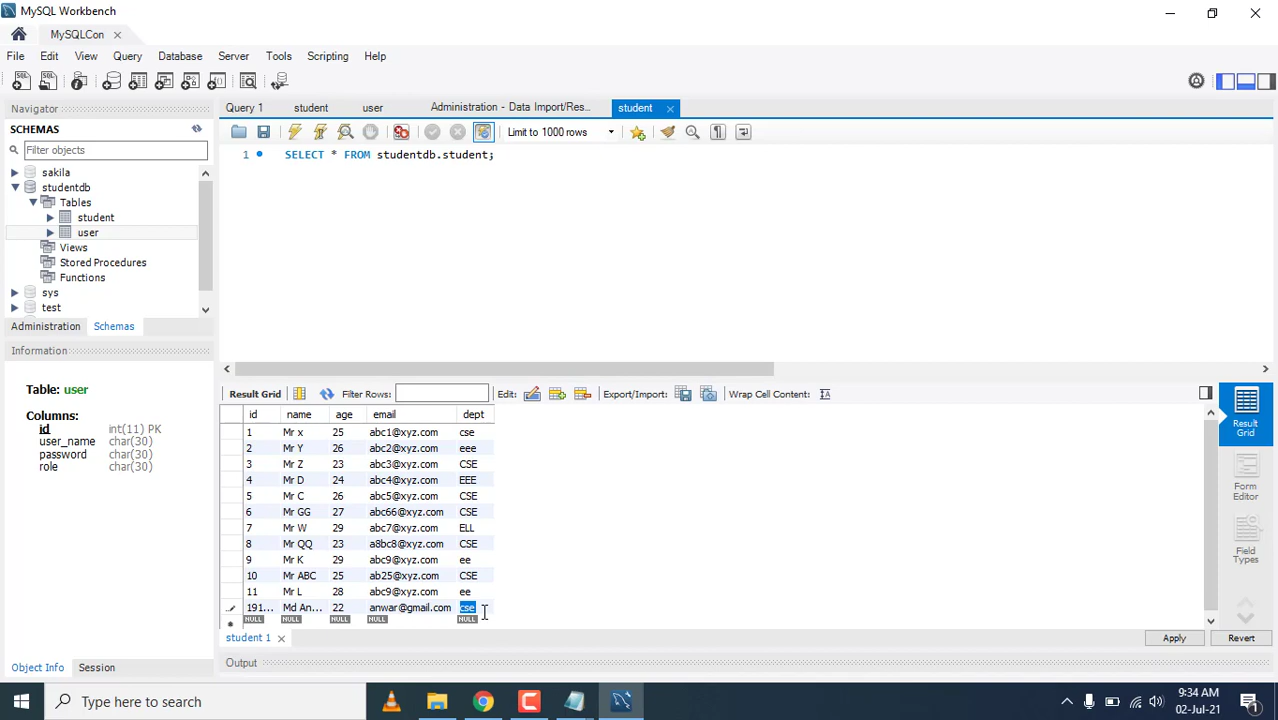 MySQL Workbench
MySQLCon
File Edit View Query Database Server Tools Scripting Help
Navigator
SCHEMAS
Filter objects
sakila
studentdb
Tables
student
user
Views
Stored Procedures
Functions
sys
test
Administration Schemas
Information
Table: user
Columns:
id int(11) PK
user_name char(30)
password char(30)
role char(30)
Object Info Session
Query 1 student user Administration - Data Import/Res... student
Limit to 1000 rows
1 SELECT * FROM studentdb.student;
Result Grid Filter Rows: Edit: Export/Import: Wrap Cell Content:
id name age email dept
1 Mr x 25 abc1@xyz.com cse
2 Mr Y 26 abc2@xyz.com eee
3 Mr Z 23 abc3@xyz.com CSE
4 Mr D 24 abc4@xyz.com EEE
5 Mr C 26 abc5@xyz.com CSE
6 Mr GG 27 abc66@xyz.com CSE
7 Mr W 29 abc7@xyz.com ELL
8 Mr QQ 23 a8bc8@xyz.com CSE
9 Mr K 29 abc9@xyz.com ee
10 Mr ABC 25 ab25@xyz.com CSE
11 Mr L 28 abc9@xyz.com ee
191... Md An... 22 anwar@gmail.com cse
NULL NULL NULL NULL NULL
Result
Grid
Form
Editor
Field
Types
student 1
Apply Revert
Output
Type here to search
9:34 AM
02-Jul-21
1